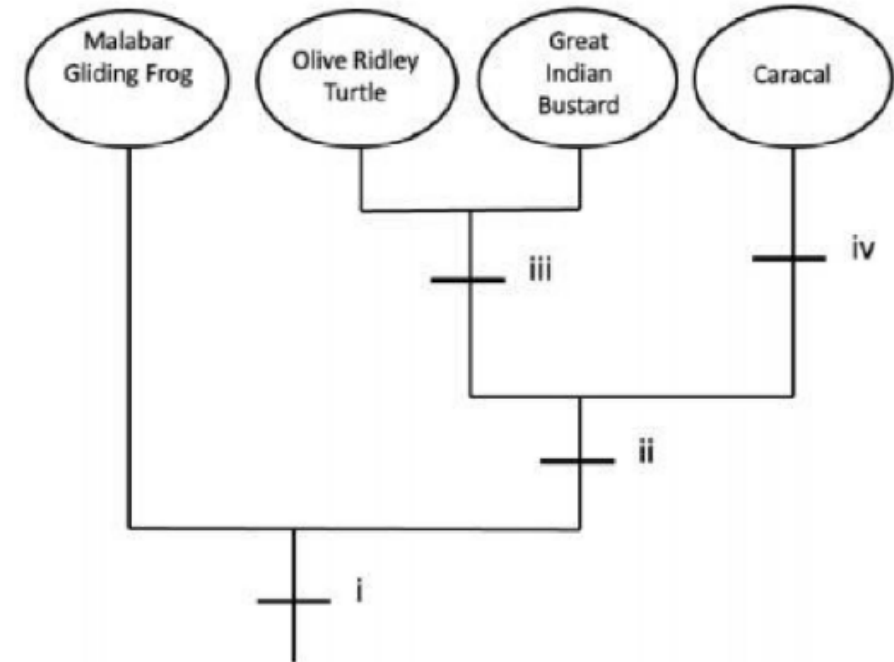 Malabar
Gliding Frog
Olive Ridley
Turtle
Great
Indian
Bustard
Caracal
iii
iv
ii
i